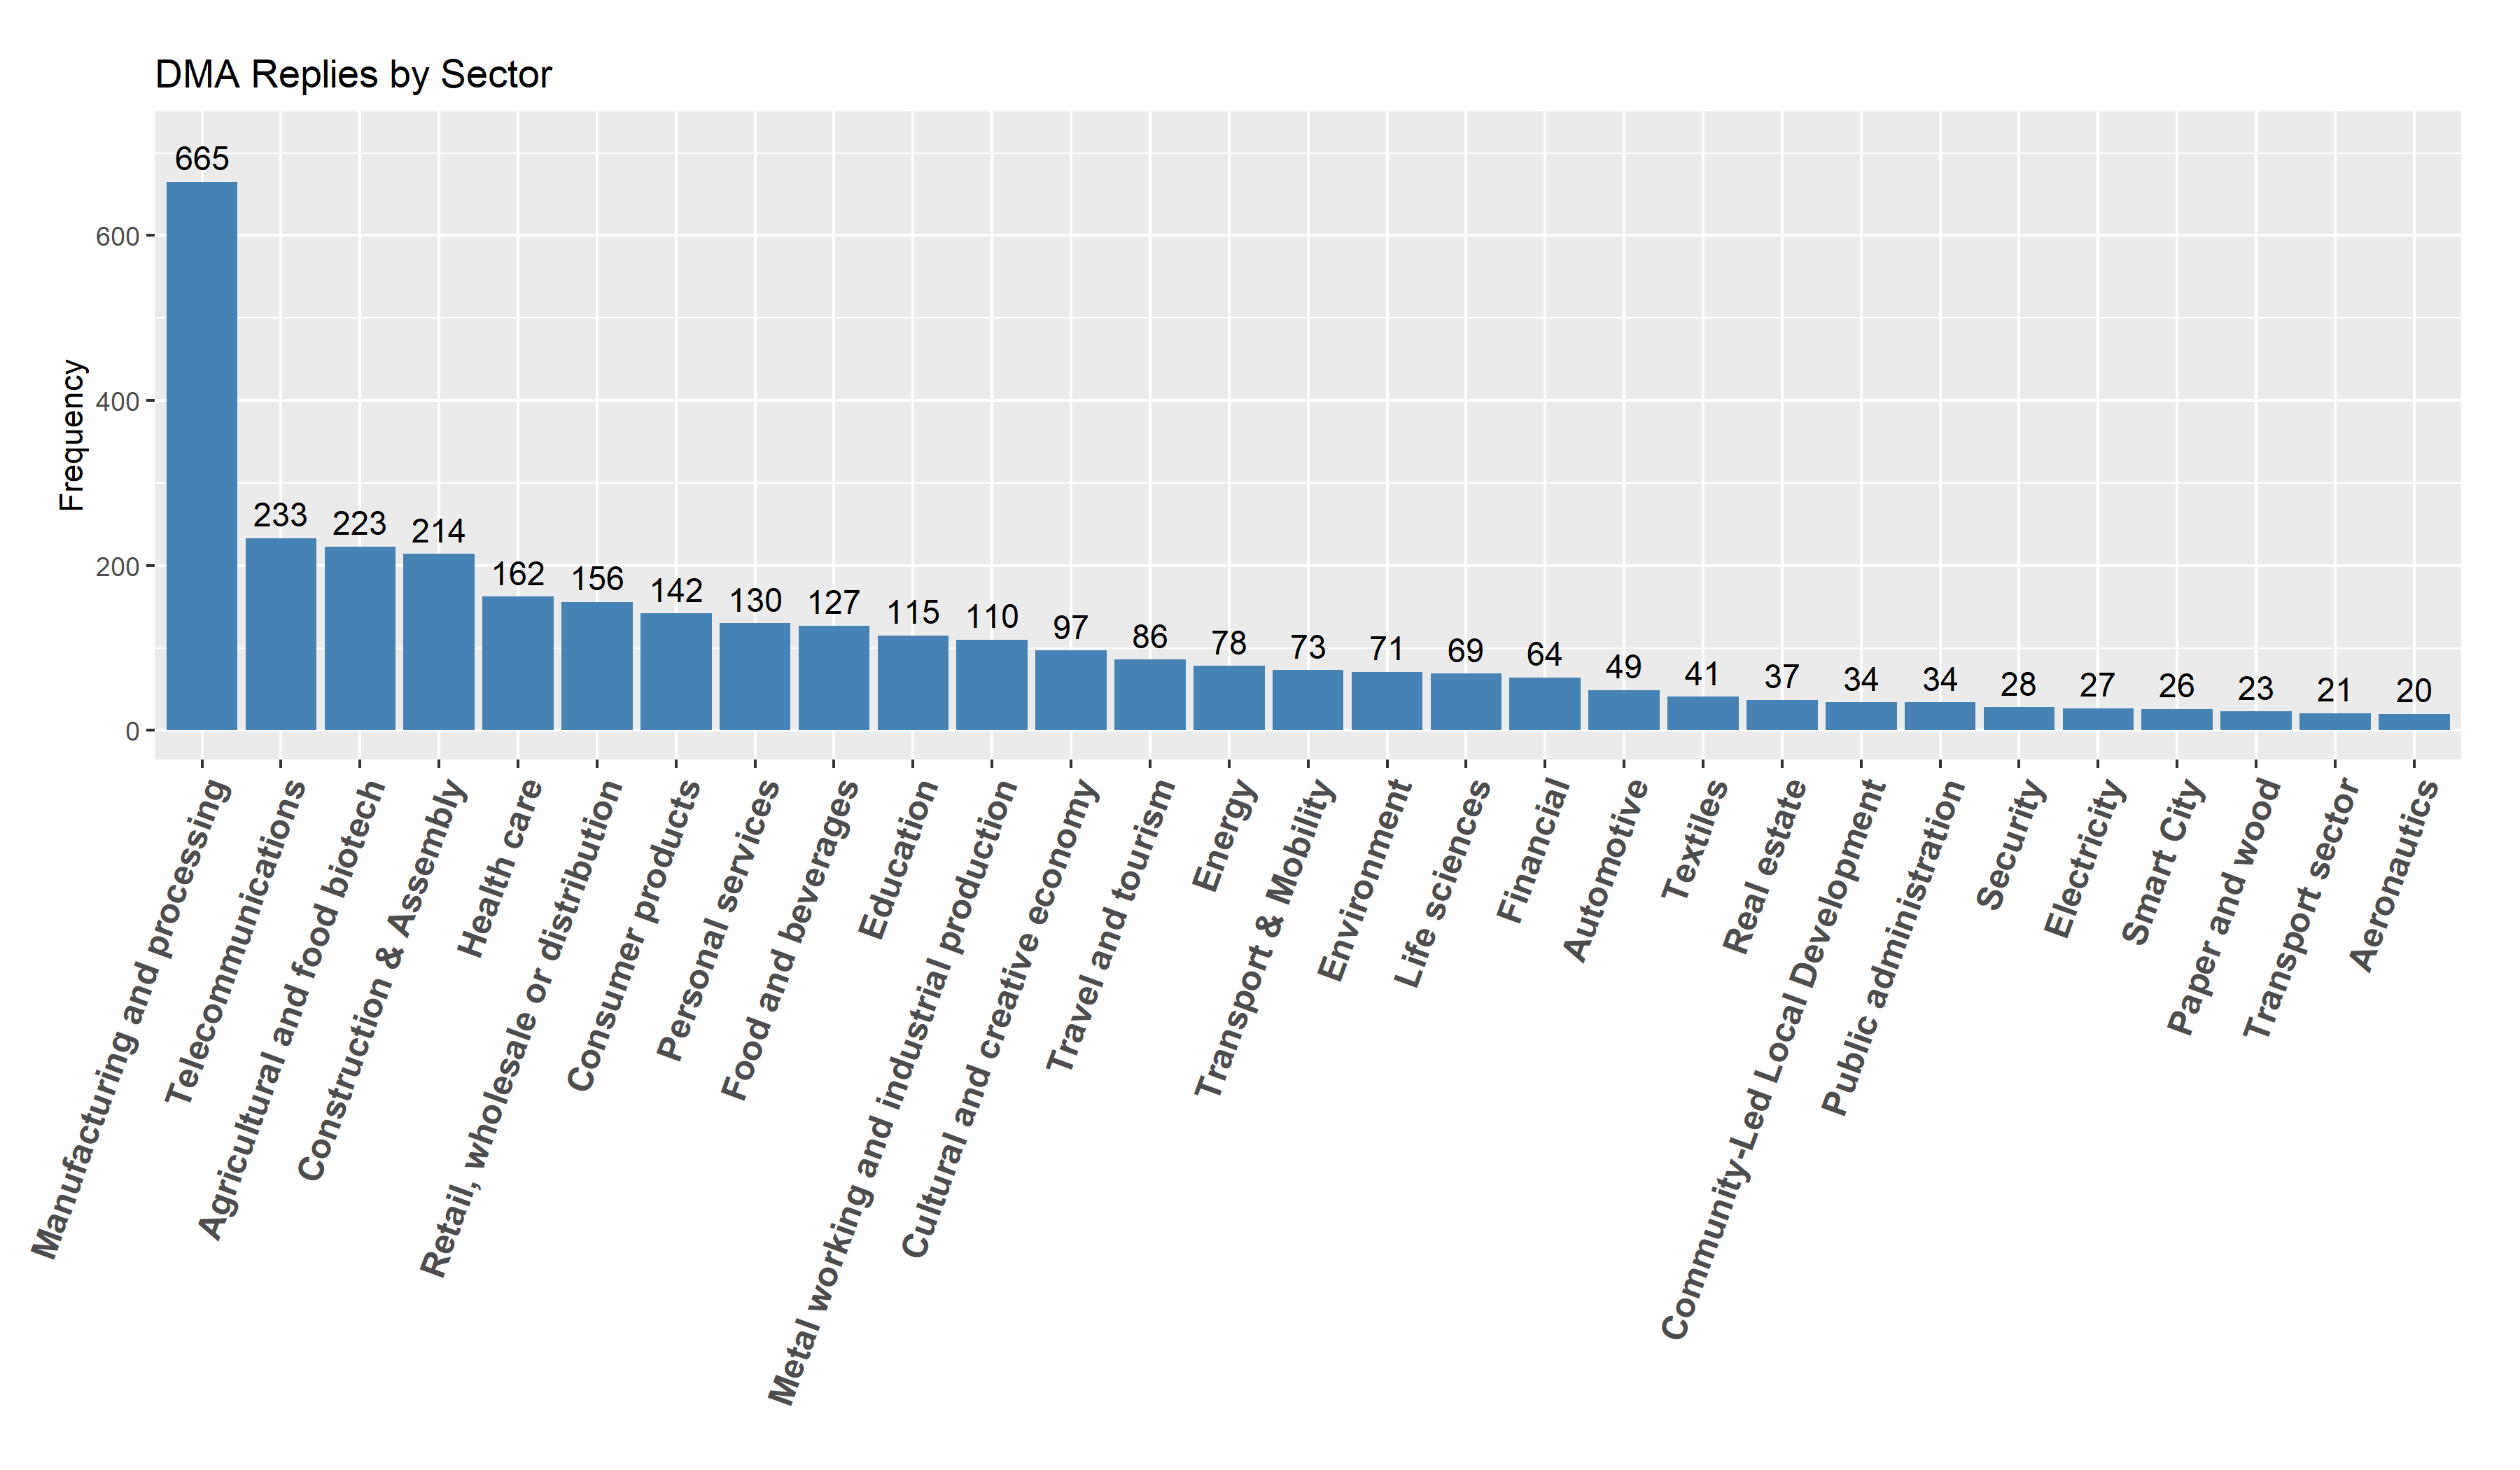 DMA Replies by Sector
Frequency
600
400
200
0
665
233
223
214
162
156
142
130
127
115
110
97
86
78
73
71
69
64
49
41
37
34
34
28
27
26
23
21
20
Manufacturing and processing
Telecommunications
Agricultural and food biotech
Construction & Assembly
Health care
Retail, wholesale or distribution
Consumer products
Personal services
Food and beverages
Education
Metal working and industrial production
Cultural and creative economy
Travel and tourism
Energy
Transport & Mobility
Environment
Life sciences
Financial
Automotive
Textiles
Real estate
Community-Led Local Development
Public administration
Security
Electricity
Smart City
Paper and wood
Transport sector
Aeronautics